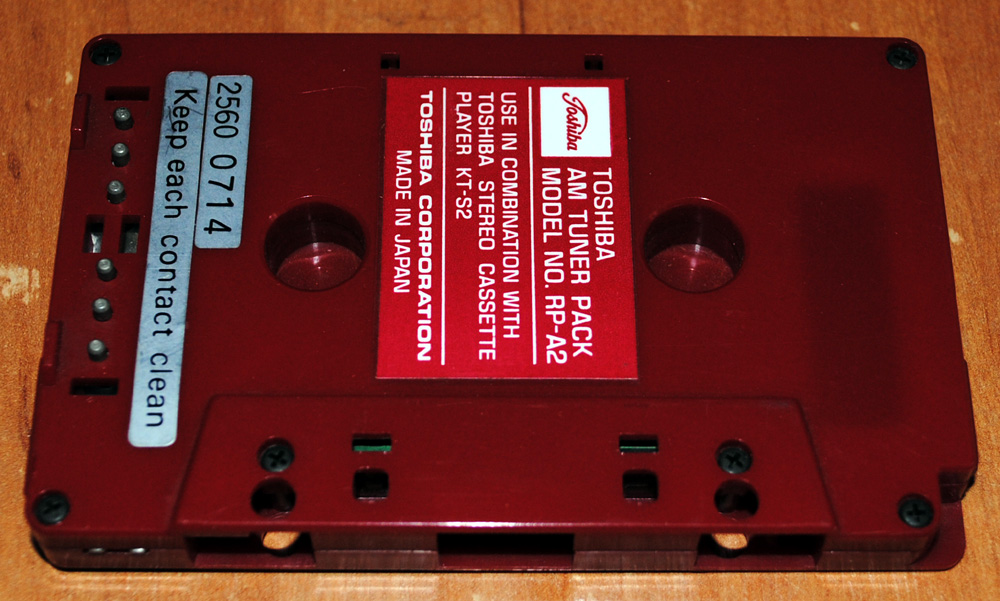 Toshiba
TOSHIBA
AM TUNER PACK
MODEL NO. RP-A2
USE IN COMBINATION WITH
TOSHIBA STEREO CASSETTE
PLAYER KT-S2
TOSHIBA CORPORATION
MADE IN JAPAN
2560 0714
Keep each contact clean